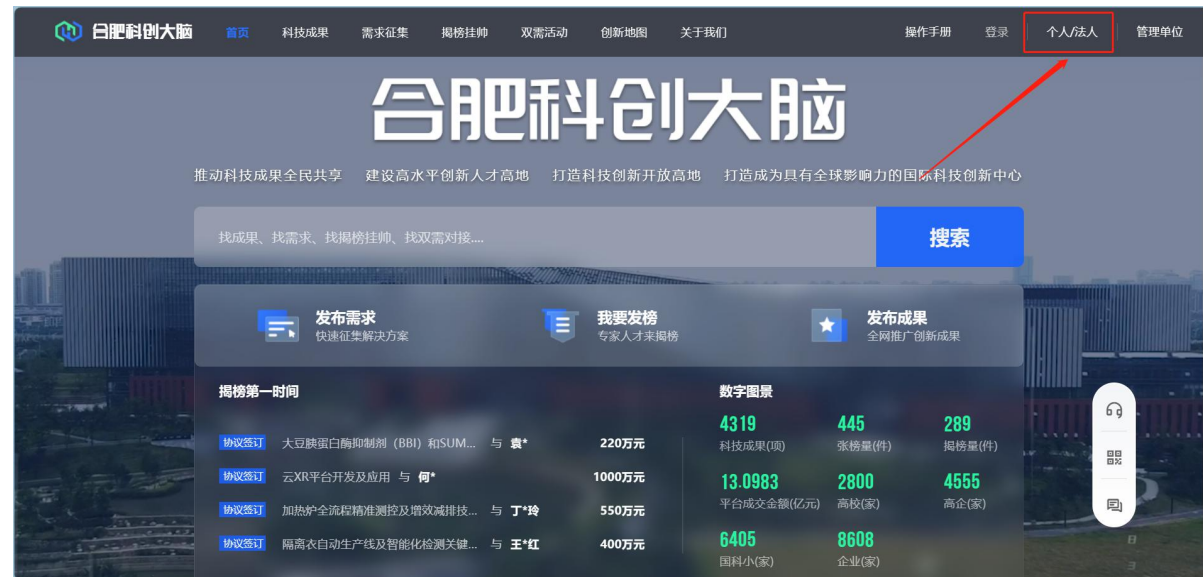 合肥科创大脑 首页 科技成果 需求征集 揭榜挂帅 双需活动 创新地图 关于我们 操作手册 登录 个人/法人 管理单位
合肥科创大脑
推动科技成果全民共享 建设高水平创新人才高地 打造科技创新开放高地 打造成为具有全球影响力的国际科技创新中心
找成果、找需求、找揭榜挂帅、找双需对接.... 搜索
发布需求 我要发榜 发布成果
快速征集解决方案 专家人才来揭榜 全网推广创新成果
揭榜第一时间 数字图景
4319 445 289
科技成果(项) 张榜量(件) 揭榜量(件)
协议签订 大豆胰蛋白酶抑制剂（BBI）和SUM... 与 袁* 220万元
协议签订 云XR平台开发及应用 与 何* 1000万元
13.0983 2800 4555
平台成交金额(亿元) 高校(家) 高企(家)
协议签订 加热炉全流程精准测控及增效减排技... 与 丁*玲 550万元
协议签订 隔离衣自动生产线及智能化检测关键... 与 王*红 400万元
6405 8608
国科小(家) 企业(家)